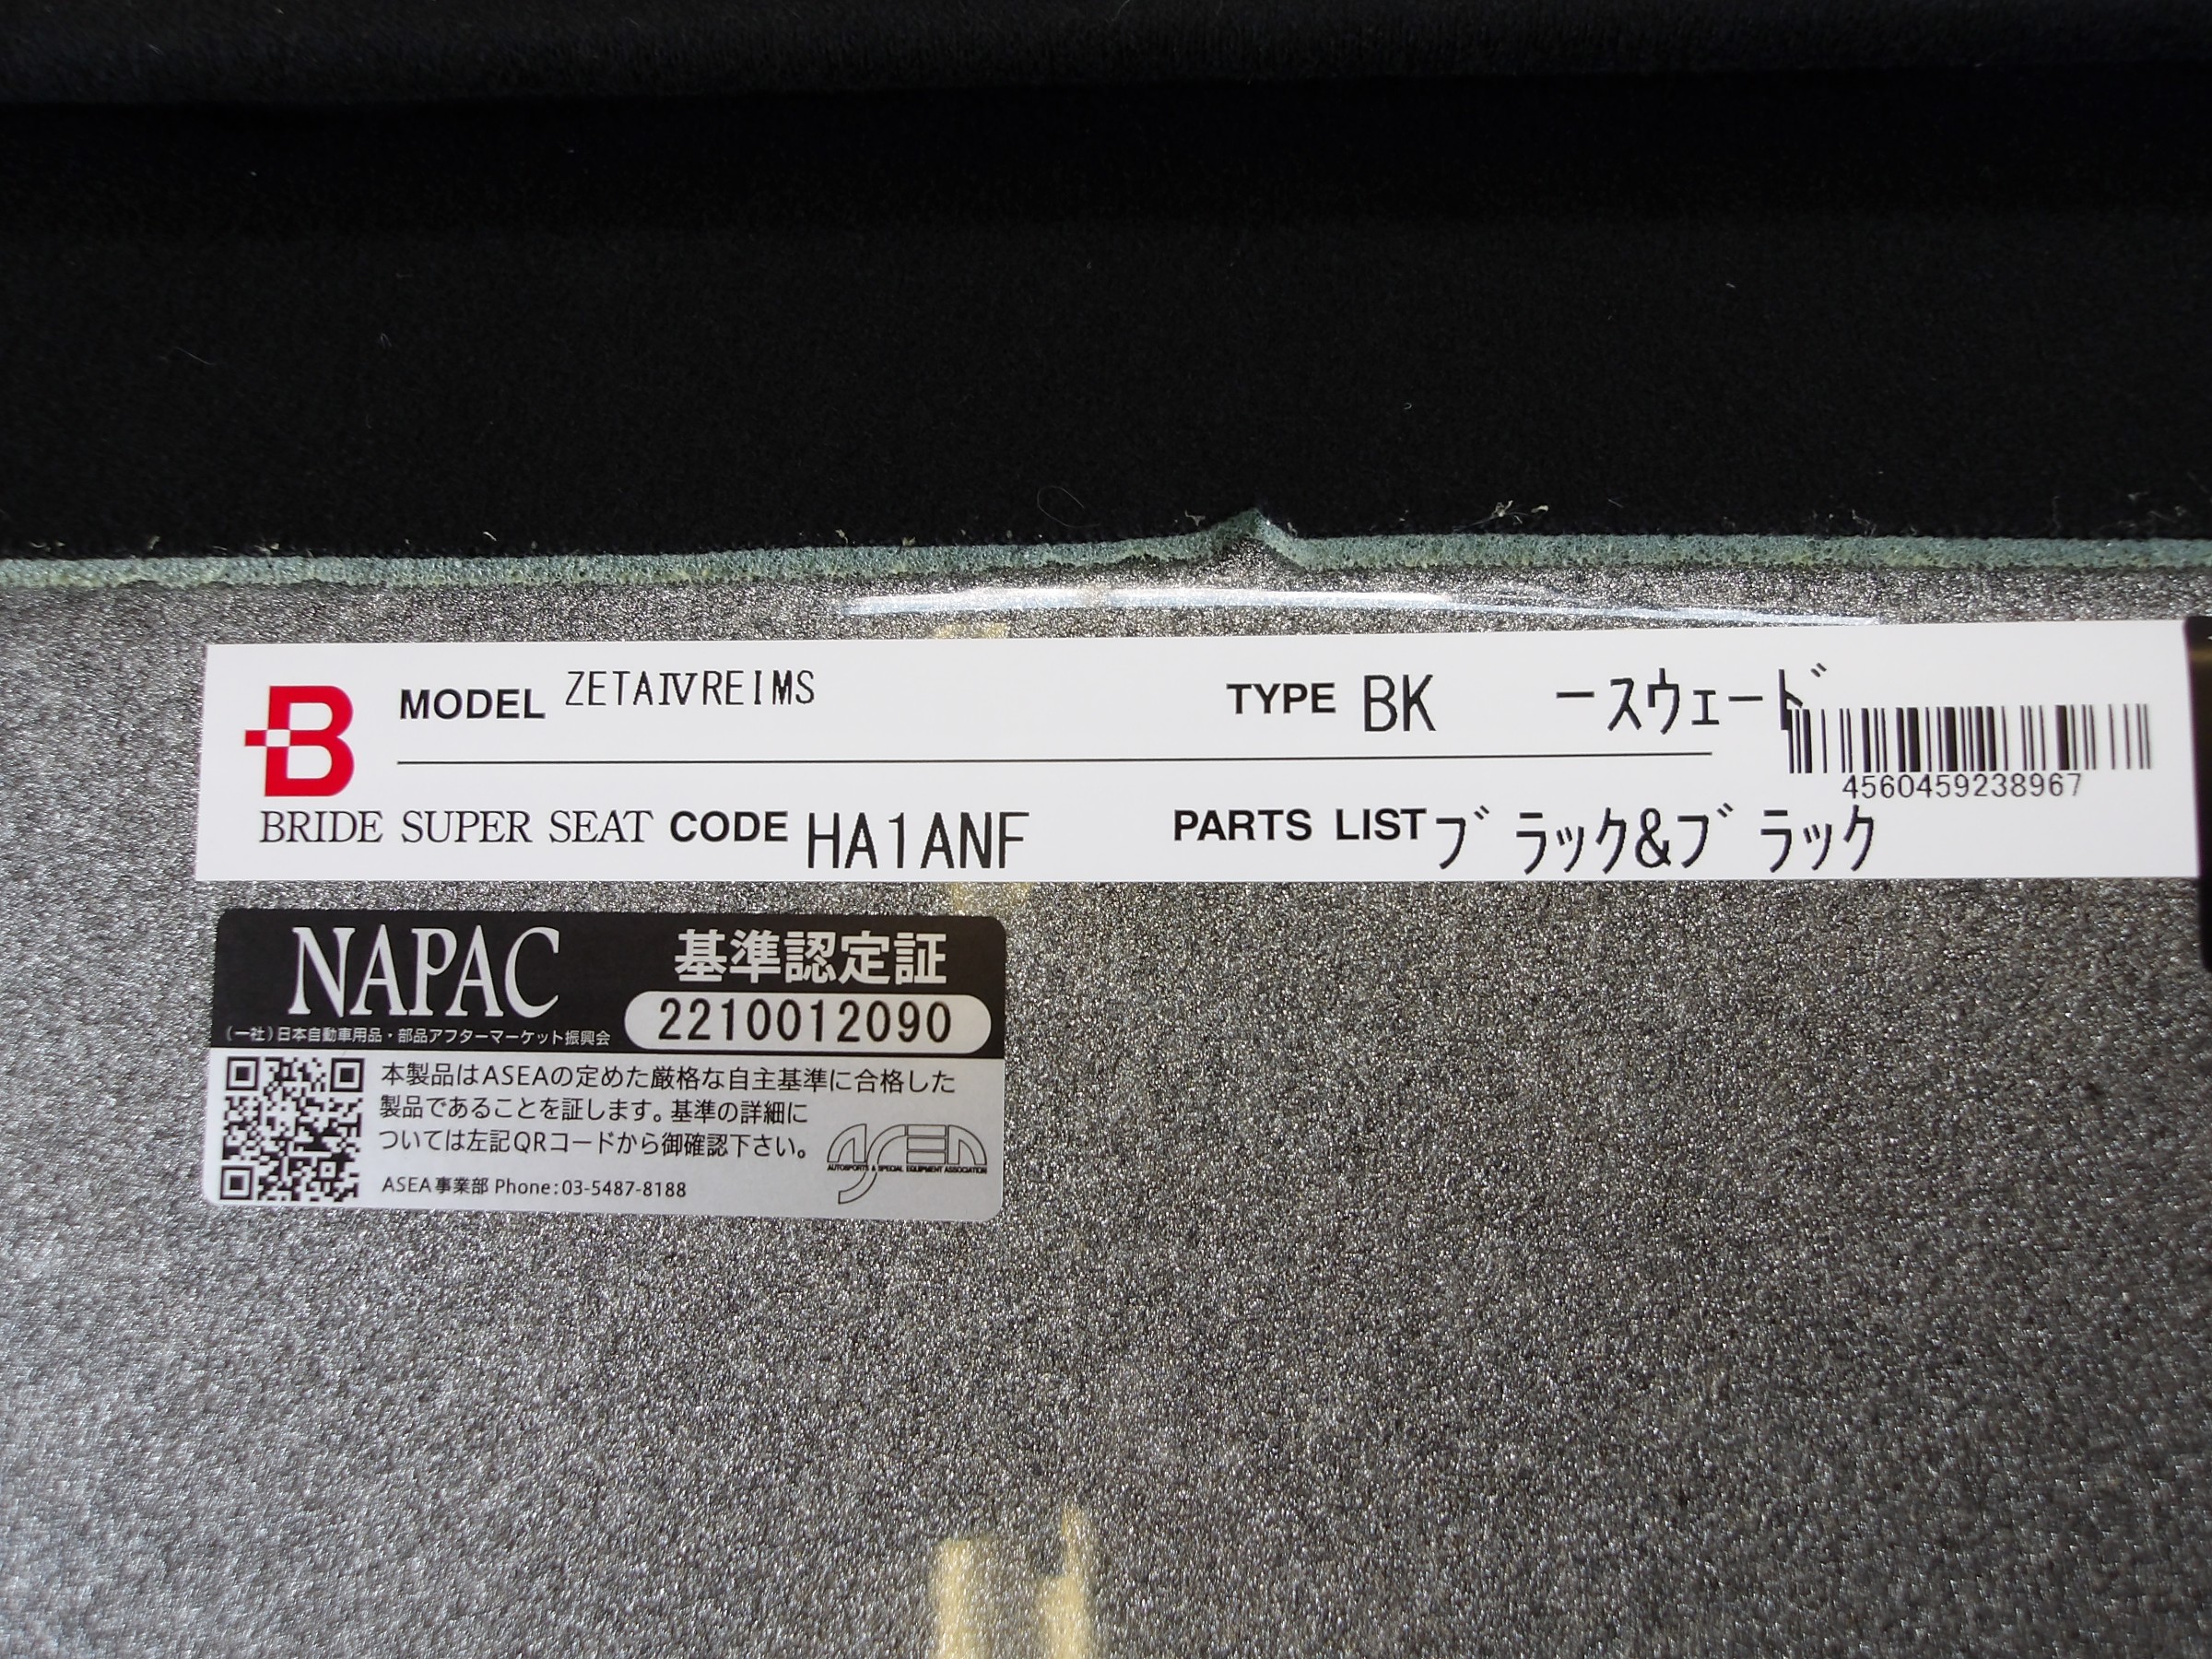 B
MODEL ZETAⅣREIMS TYPE BK ースウェード
4560459238967
BRIDE SUPER SEAT CODE HA1ANF PARTS LIST ブラック&ブラック
NAPAC 基準認定証
2210012090
(一社)日本自動車用品・部品アフターマーケット振興会
本製品はASEAの定めた厳格な自主基準に合格した
製品であることを証します。基準の詳細に
ついては左記QRコードから御確認下さい。
ASEA
AUTOSPORTS & SPECIAL EQUIPMENT ASSOCIATION
ASEA事業部 Phone:03-5487-8188